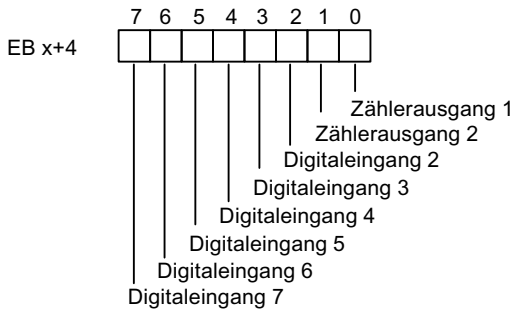 7 6 5 4 3 2 1 0
EB x+4
Zählerausgang 1
Zählerausgang 2
Digitaleingang 2
Digitaleingang 3
Digitaleingang 4
Digitaleingang 5
Digitaleingang 6
Digitaleingang 7